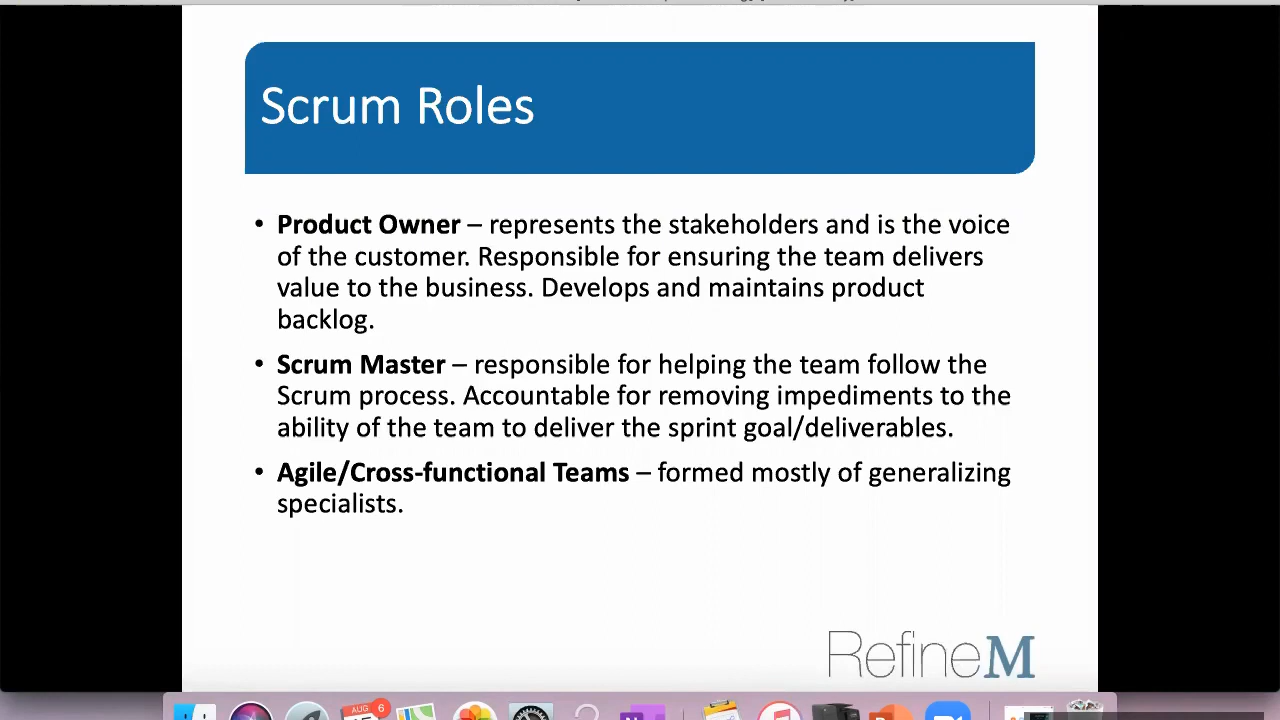 Scrum Roles
• Product Owner – represents the stakeholders and is the voice
of the customer. Responsible for ensuring the team delivers
value to the business. Develops and maintains product
backlog.
• Scrum Master – responsible for helping the team follow the
Scrum process. Accountable for removing impediments to the
ability of the team to deliver the sprint goal/deliverables.
• Agile/Cross-functional Teams – formed mostly of generalizing
specialists.
RefineM
AUG 6